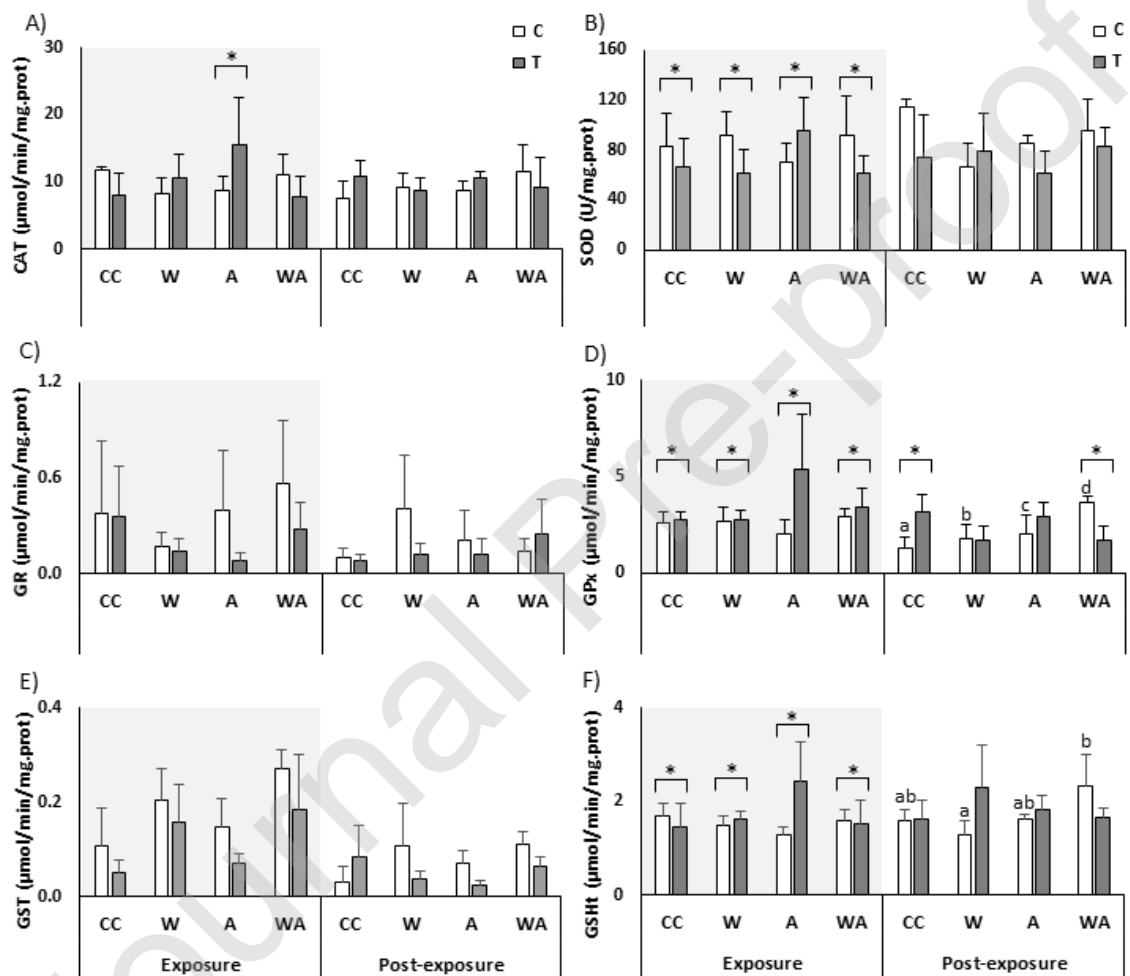 A)
C
T
CAT (µmol/min/mg.prot)
30
20
10
0
*
CC W A WA CC W A WA
B)
C
T
SOD (U/mg.prot)
160
120
80
40
0
* * * *
CC W A WA CC W A WA
C)
GR (µmol/min/mg.prot)
1.2
0.6
0.0
CC W A WA CC W A WA
D)
GPx (µmol/min/mg.prot)
10
5
0
* * * * * *
a b c d
CC W A WA CC W A WA
E)
GST (µmol/min/mg.prot)
0.4
0.2
0.0
CC W A WA CC W A WA
Exposure Post-exposure
F)
GSHt (µmol/min/mg.prot)
4
2
0
* * * *
ab a ab b
CC W A WA CC W A WA
Exposure Post-exposure
Journal Pre-proof